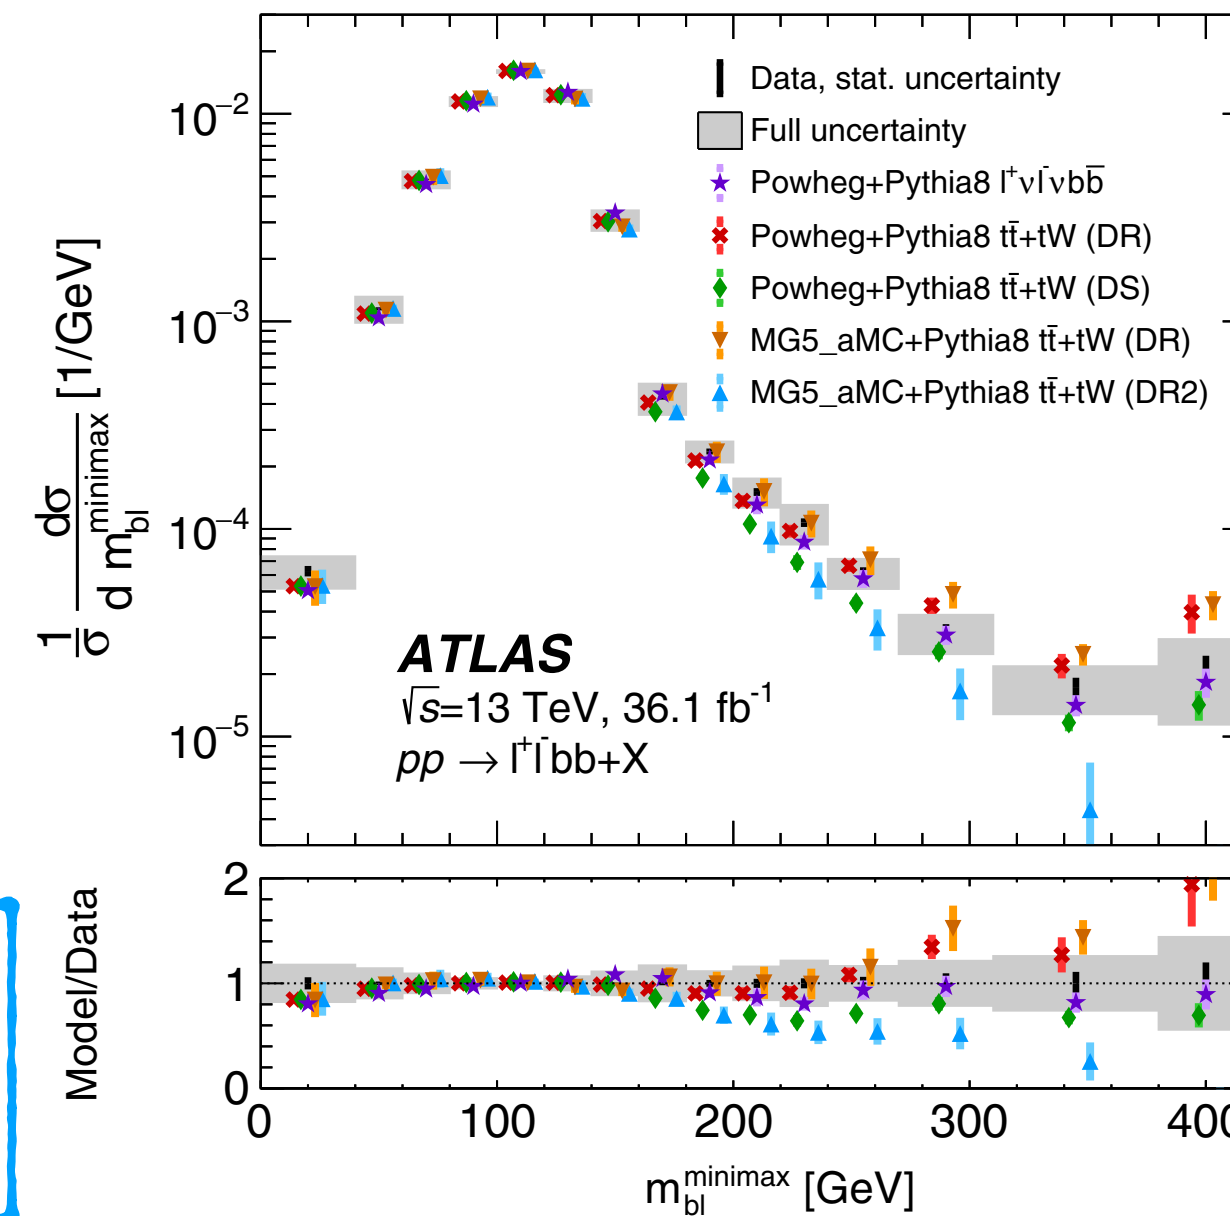 10⁻²
10⁻³
10⁻⁴
10⁻⁵
1/σ dσ/d m_bl^minimax [1/GeV]
Data, stat. uncertainty
Full uncertainty
Powheg+Pythia8 l⁺νl⁻νbb̅
Powheg+Pythia8 tt̅+tW (DR)
Powheg+Pythia8 tt̅+tW (DS)
MG5_aMC+Pythia8 tt̅+tW (DR)
MG5_aMC+Pythia8 tt̅+tW (DR2)
ATLAS
√s=13 TeV, 36.1 fb⁻¹
pp → l⁺l⁻bb+X
Model/Data
2
1
0
0 100 200 300 400
m_bl^minimax [GeV]